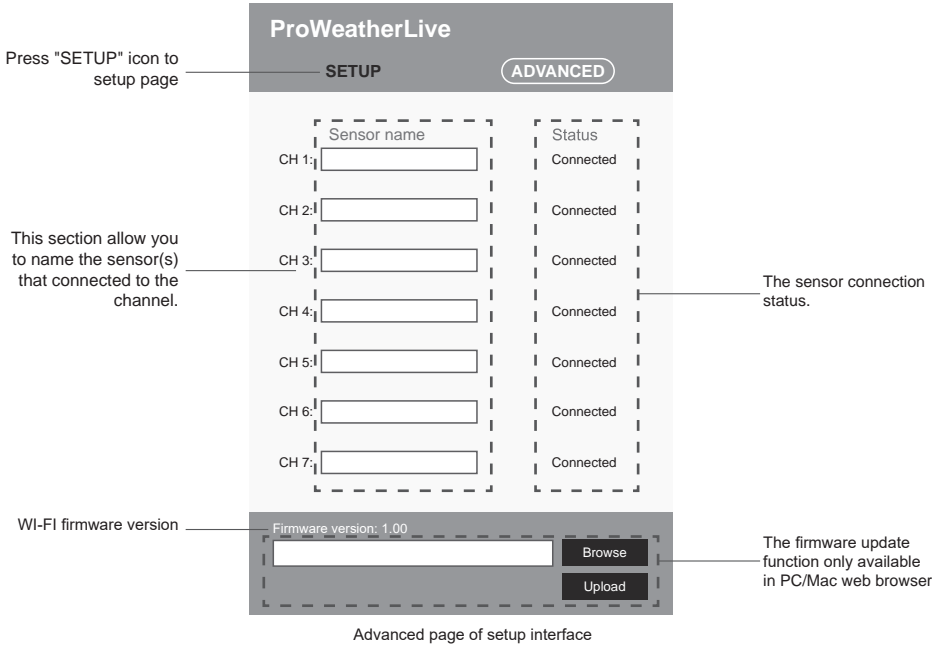 ProWeatherLive
Press "SETUP" icon to
setup page
SETUP
ADVANCED
Sensor name
Status
CH 1:
Connected
CH 2:
Connected
This section allow you
to name the sensor(s)
that connected to the
channel.
CH 3:
Connected
The sensor connection
status.
CH 4:
Connected
CH 5:
Connected
CH 6:
Connected
CH 7:
Connected
WI-FI firmware version
Firmware version: 1.00
Browse
Upload
The firmware update
function only available
in PC/Mac web browser
Advanced page of setup interface